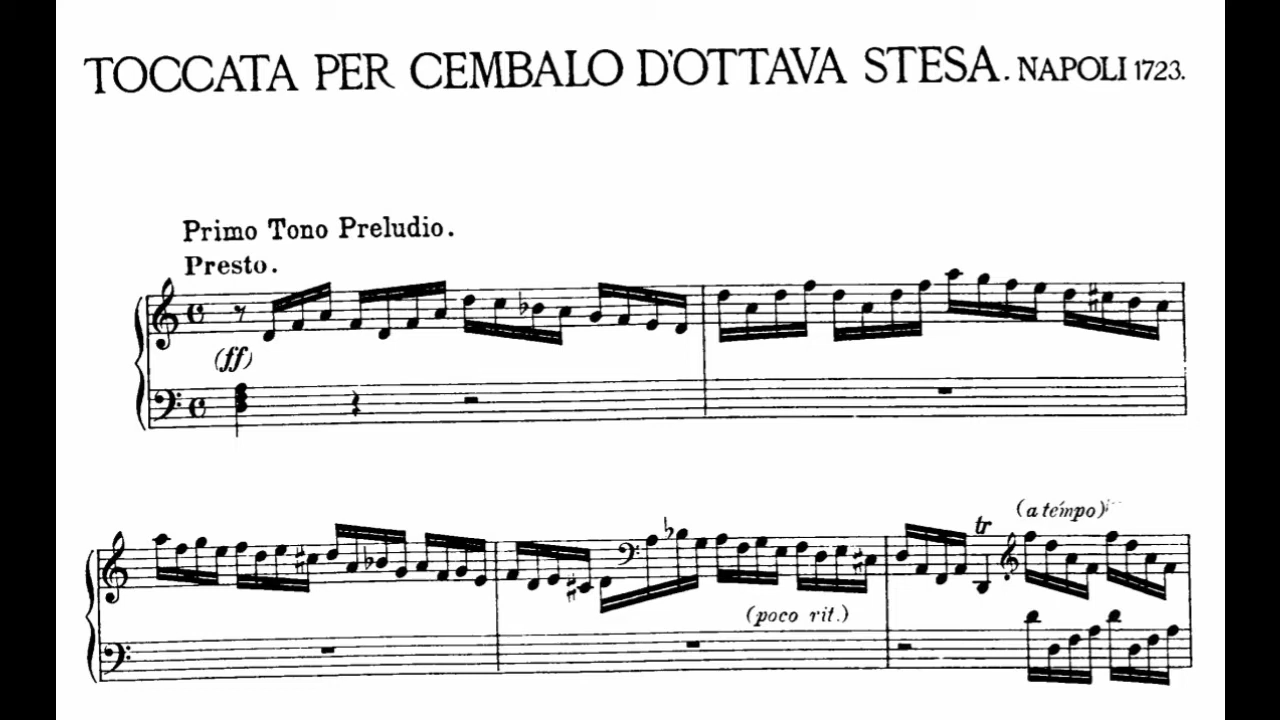 TOCCATA PER CEMBALO D'OTTAVA STESA. NAPOLI 1723.
Primo Tono Preludio.
Presto.
(ff)
(a tempo)
tr
(poco rit.)